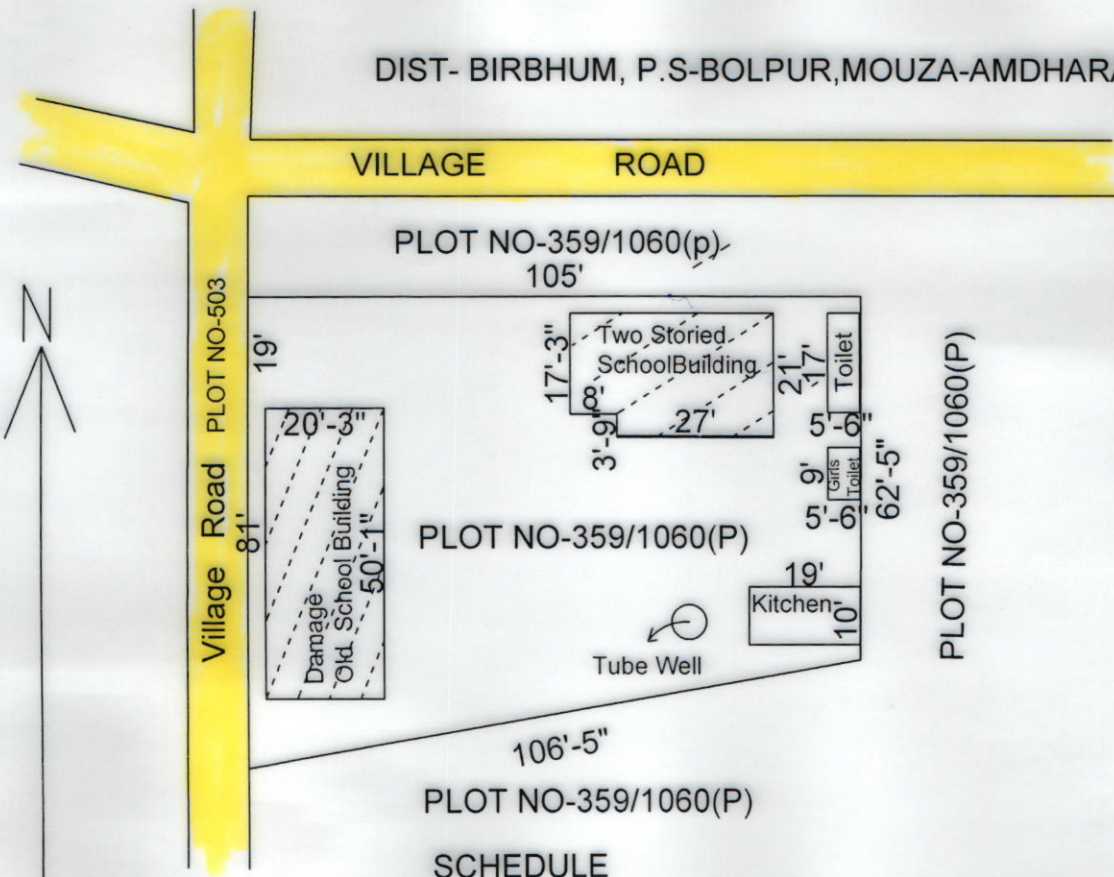 DIST- BIRBHUM, P.S-BOLPUR,MOUZA-AMDHARA
VILLAGE ROAD
PLOT NO-359/1060(p)
105'
N
PLOT NO-503
Village Road
19'
81'
20'-3"
Damage
Old. School Building
50'-1"
Two Storied
SchoolBuilding
17'-3"
8'
3'-9"
27'
21'
17'
Toilet
5'-6"
9'
Girls
Toilet
5'-6"
62'-5"
PLOT NO-359/1060(P)
PLOT NO-359/1060(P)
19'
Kitchen
10'
Tube Well
106'-5"
PLOT NO-359/1060(P)
SCHEDULE